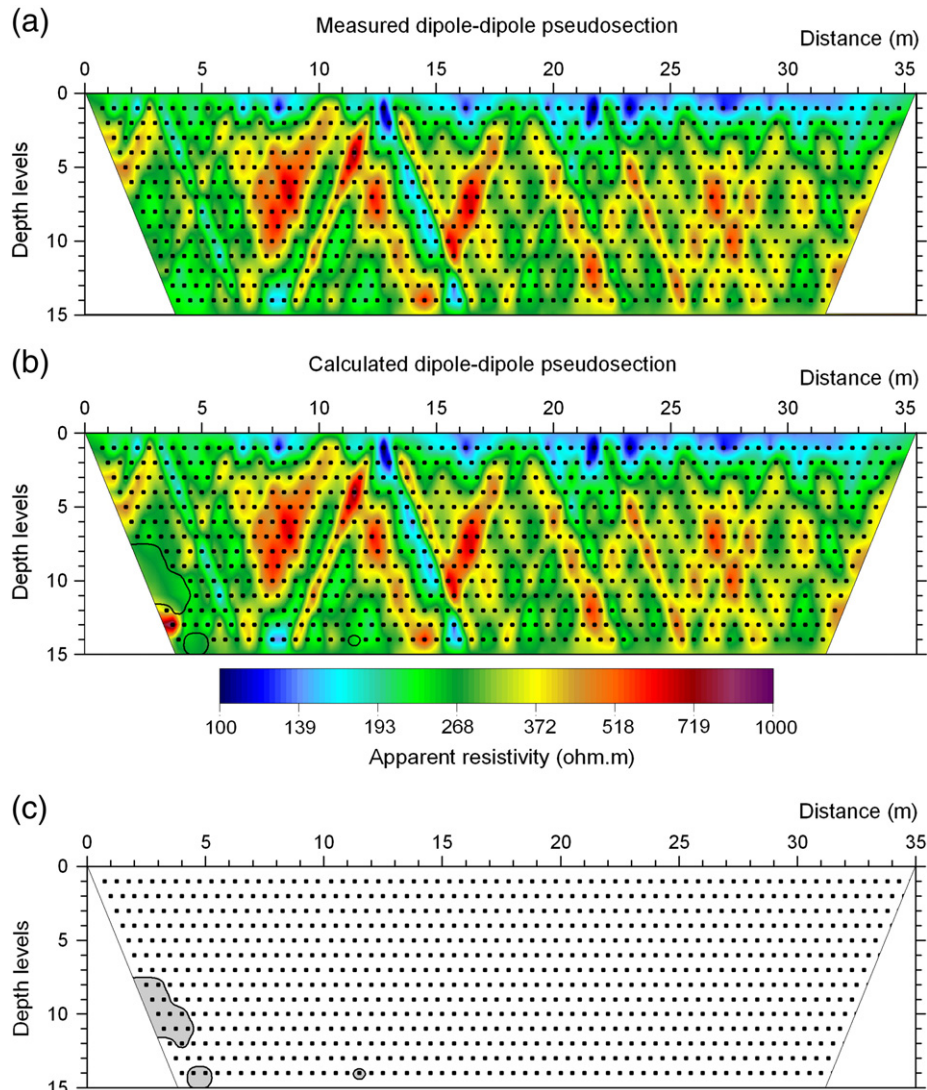 (a)
Measured dipole-dipole pseudosection
Distance (m)
0 5 10 15 20 25 30 35
Depth levels
0
5
10
15
(b)
Calculated dipole-dipole pseudosection
Distance (m)
0 5 10 15 20 25 30 35
Depth levels
0
5
10
15
100 139 193 268 372 518 719 1000
Apparent resistivity (ohm.m)
(c)
Distance (m)
0 5 10 15 20 25 30 35
Depth levels
0
5
10
15